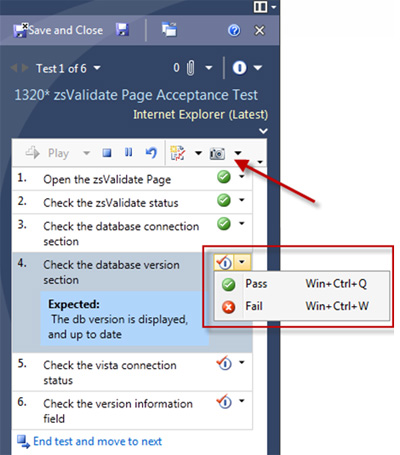 Save and Close
Test 1 of 6
0
1320* zsValidate Page Acceptance Test
Internet Explorer (Latest)
Play
1. Open the zsValidate Page
2. Check the zsValidate status
3. Check the database connection
section
4. Check the database version
section
Expected:
The db version is displayed,
and up to date
Pass Win+Ctrl+Q
Fail Win+Ctrl+W
5. Check the vista connection
status
6. Check the version information
field
End test and move to next